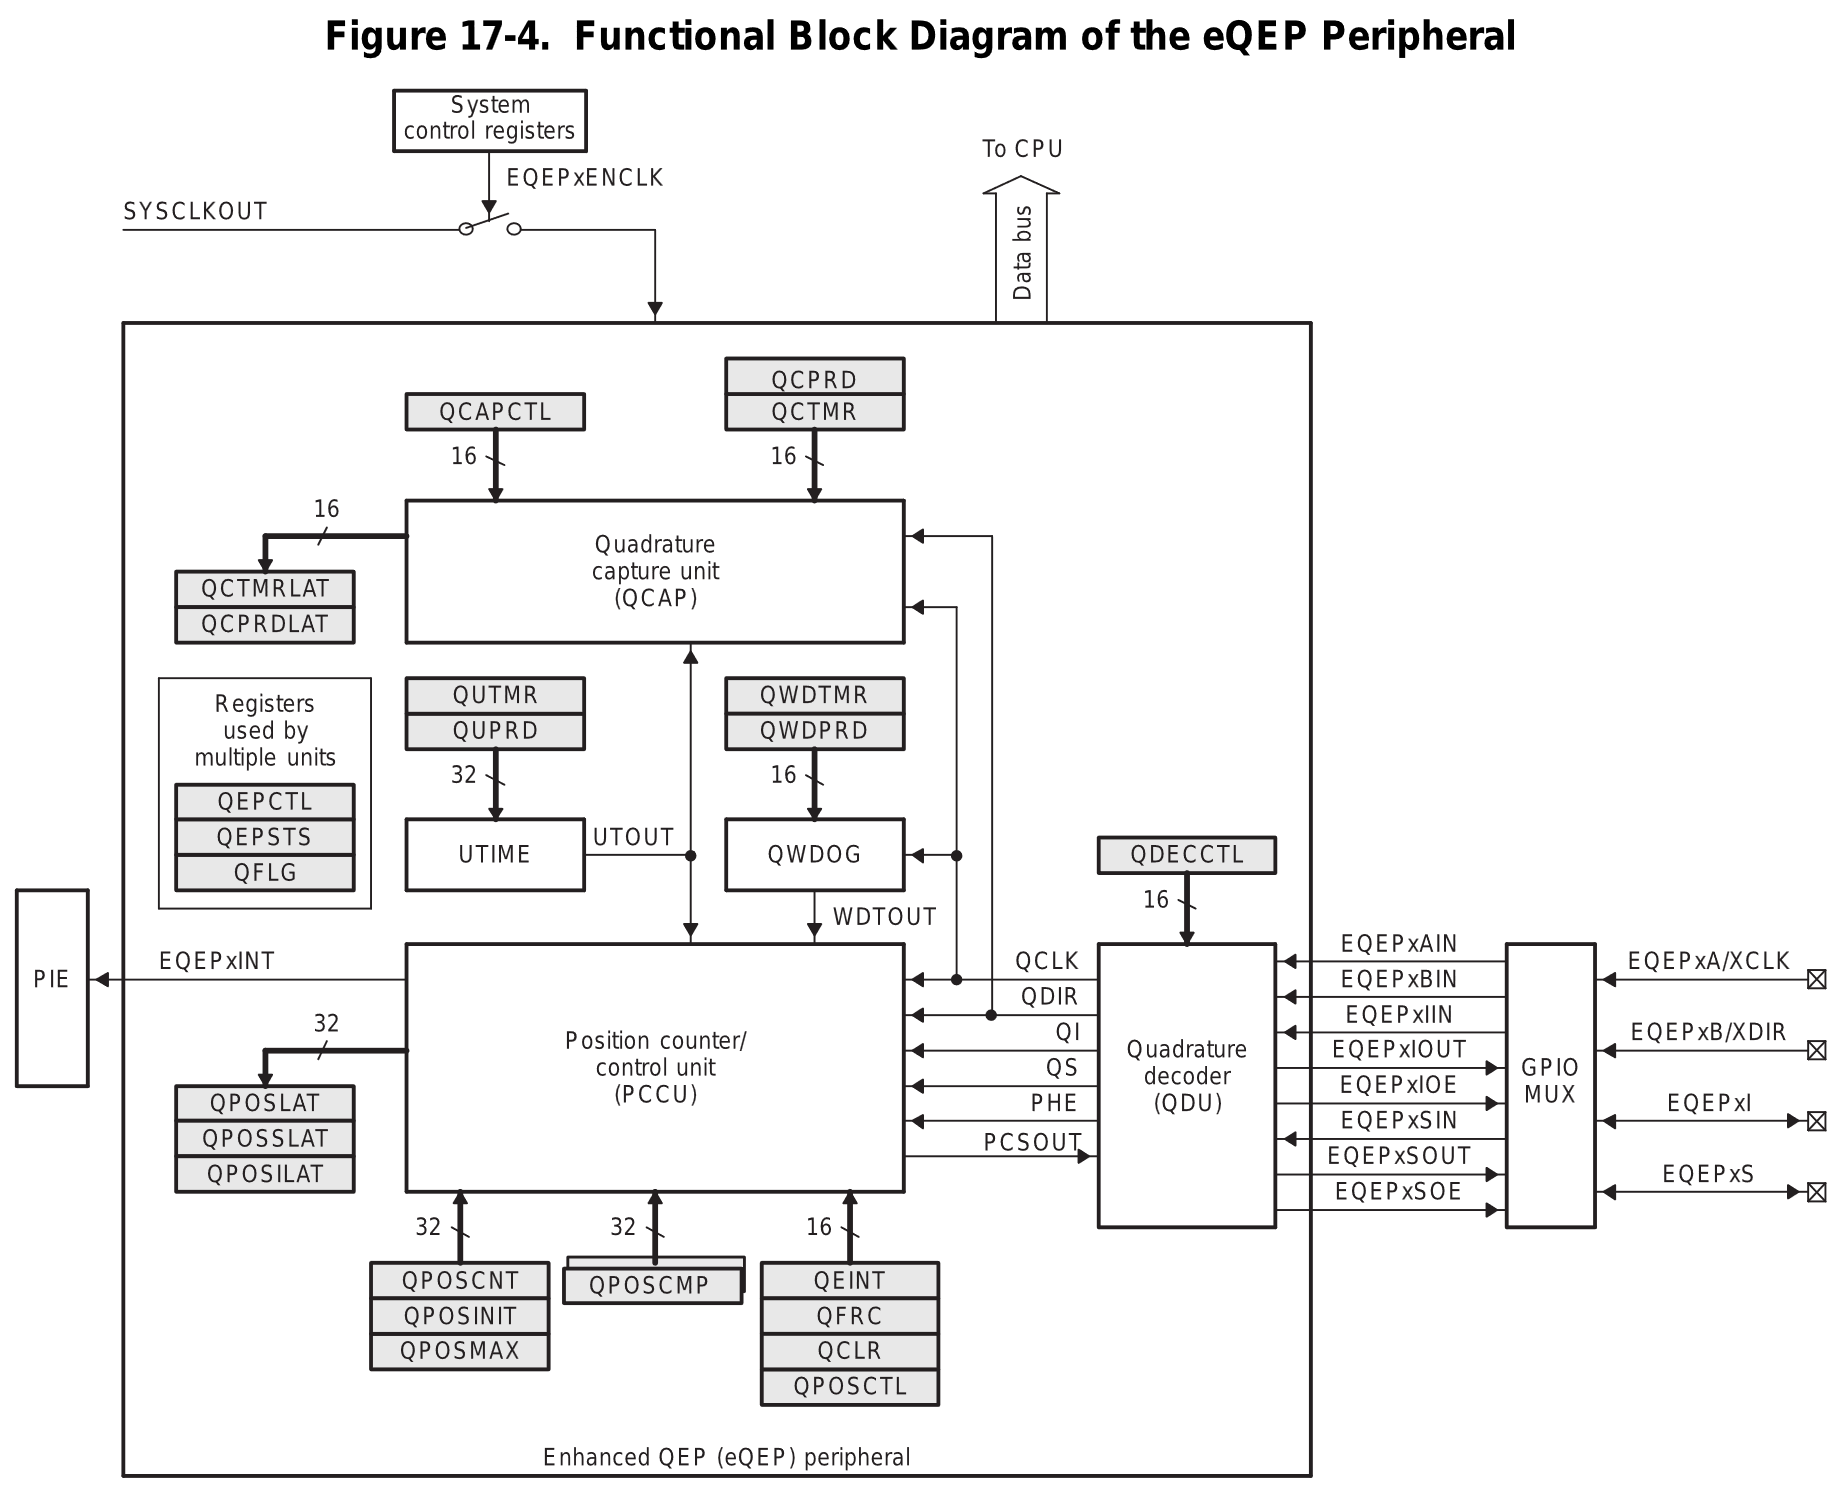 Figure 17-4. Functional Block Diagram of the eQEP Peripheral
System
control registers
EQEPxENCLK
SYSCLKOUT
To CPU
Data bus
QCPRD
QCAPCTL
QCTMR
16
16
16
Quadrature
capture unit
(QCAP)
QCTMRLAT
QCPRDLAT
Registers
used by
multiple units
QEPCTL
QEPSTS
QFLG
QUTMR
QUPRD
32
UTIME
UTOUT
QWDTMR
QWDPRD
16
QWDOG
WDTOUT
QDECCTL
16
PIE
EQEPxINT
32
QPOSLAT
QPOSSLAT
QPOSILAT
Position counter/
control unit
(PCCU)
QCLK
QDIR
QI
QS
PHE
PCSOUT
Quadrature
decoder
(QDU)
EQEPxAIN
EQEPxBIN
EQEPxIIN
EQEPxIOUT
EQEPxIOE
EQEPxSIN
EQEPxSOUT
EQEPxSOE
GPIO
MUX
EQEPxA/XCLK
EQEPxB/XDIR
EQEPxI
EQEPxS
32
32
16
QPOSCNT
QPOSINIT
QPOSMAX
QPOSCMP
QEINT
QFRC
QCLR
QPOSCTL
Enhanced QEP (eQEP) peripheral